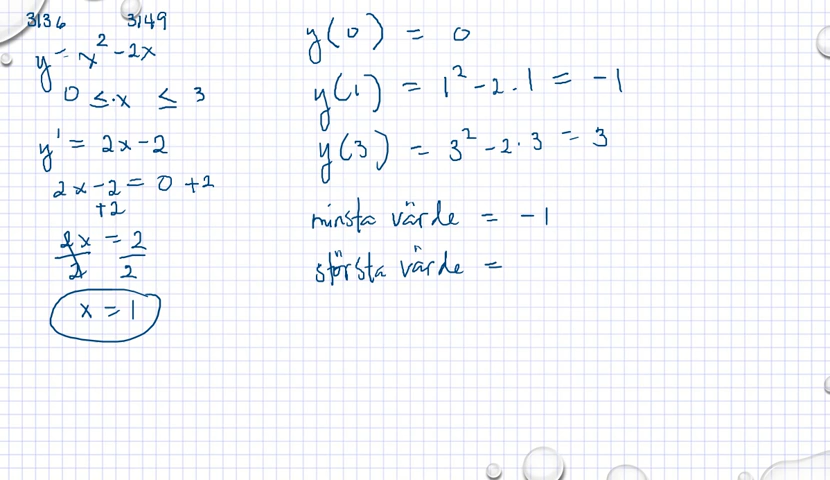 3136 3149
y = x² - 2x
0 ≤ x ≤ 3
y' = 2x - 2
2x - 2 = 0 + 2
+2
2x = 2
2 2
x = 1
y(0) = 0
y(1) = 1² - 2 · 1 = -1
y(3) = 3² - 2 · 3 = 3
minsta värde = -1
största värde =